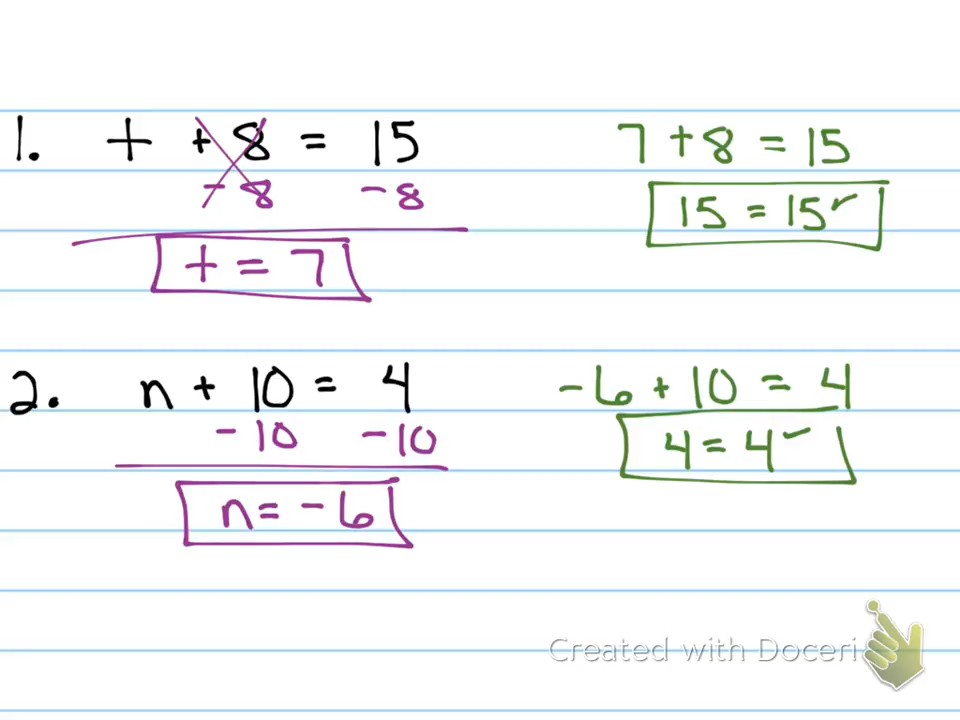 1. t + 8 = 15
- 8 - 8
t = 7
7 + 8 = 15
15 = 15 ✓
2. n + 10 = 4
- 10 - 10
n = - 6
- 6 + 10 = 4
4 = 4 ✓
Created with Doceri